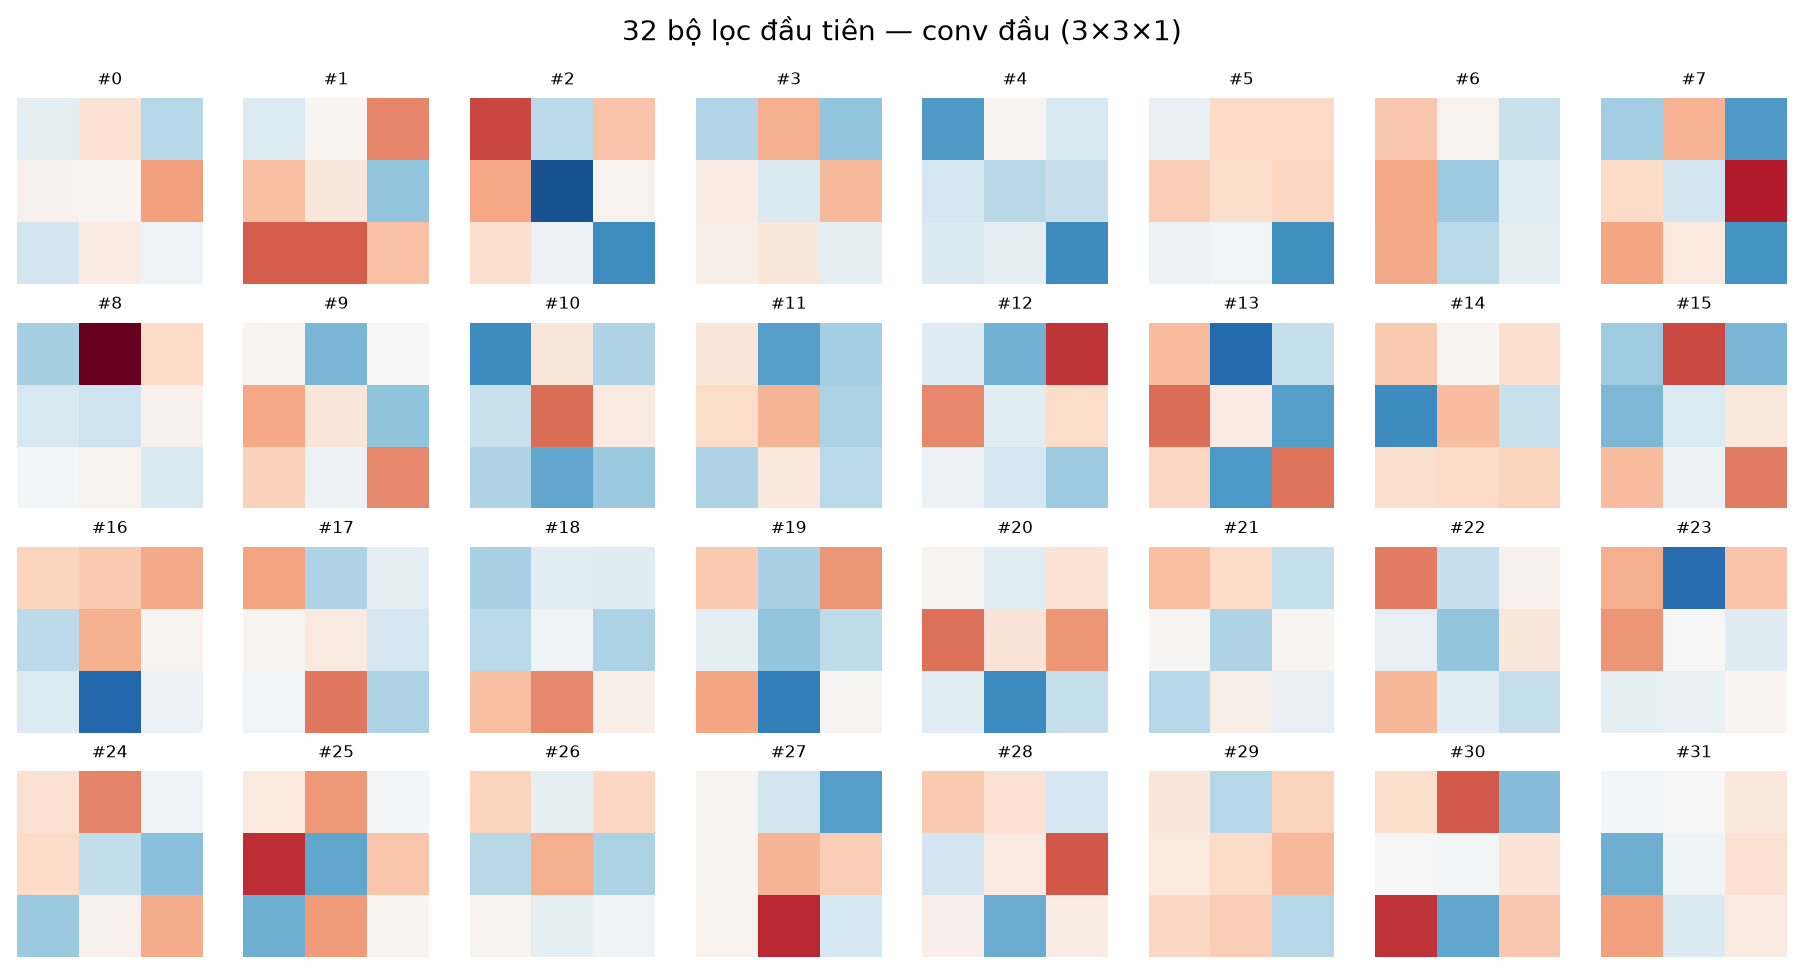 32 bộ lọc đầu tiên — conv đầu (3×3×1)
#0 #1 #2 #3 #4 #5 #6 #7
#8 #9 #10 #11 #12 #13 #14 #15
#16 #17 #18 #19 #20 #21 #22 #23
#24 #25 #26 #27 #28 #29 #30 #31